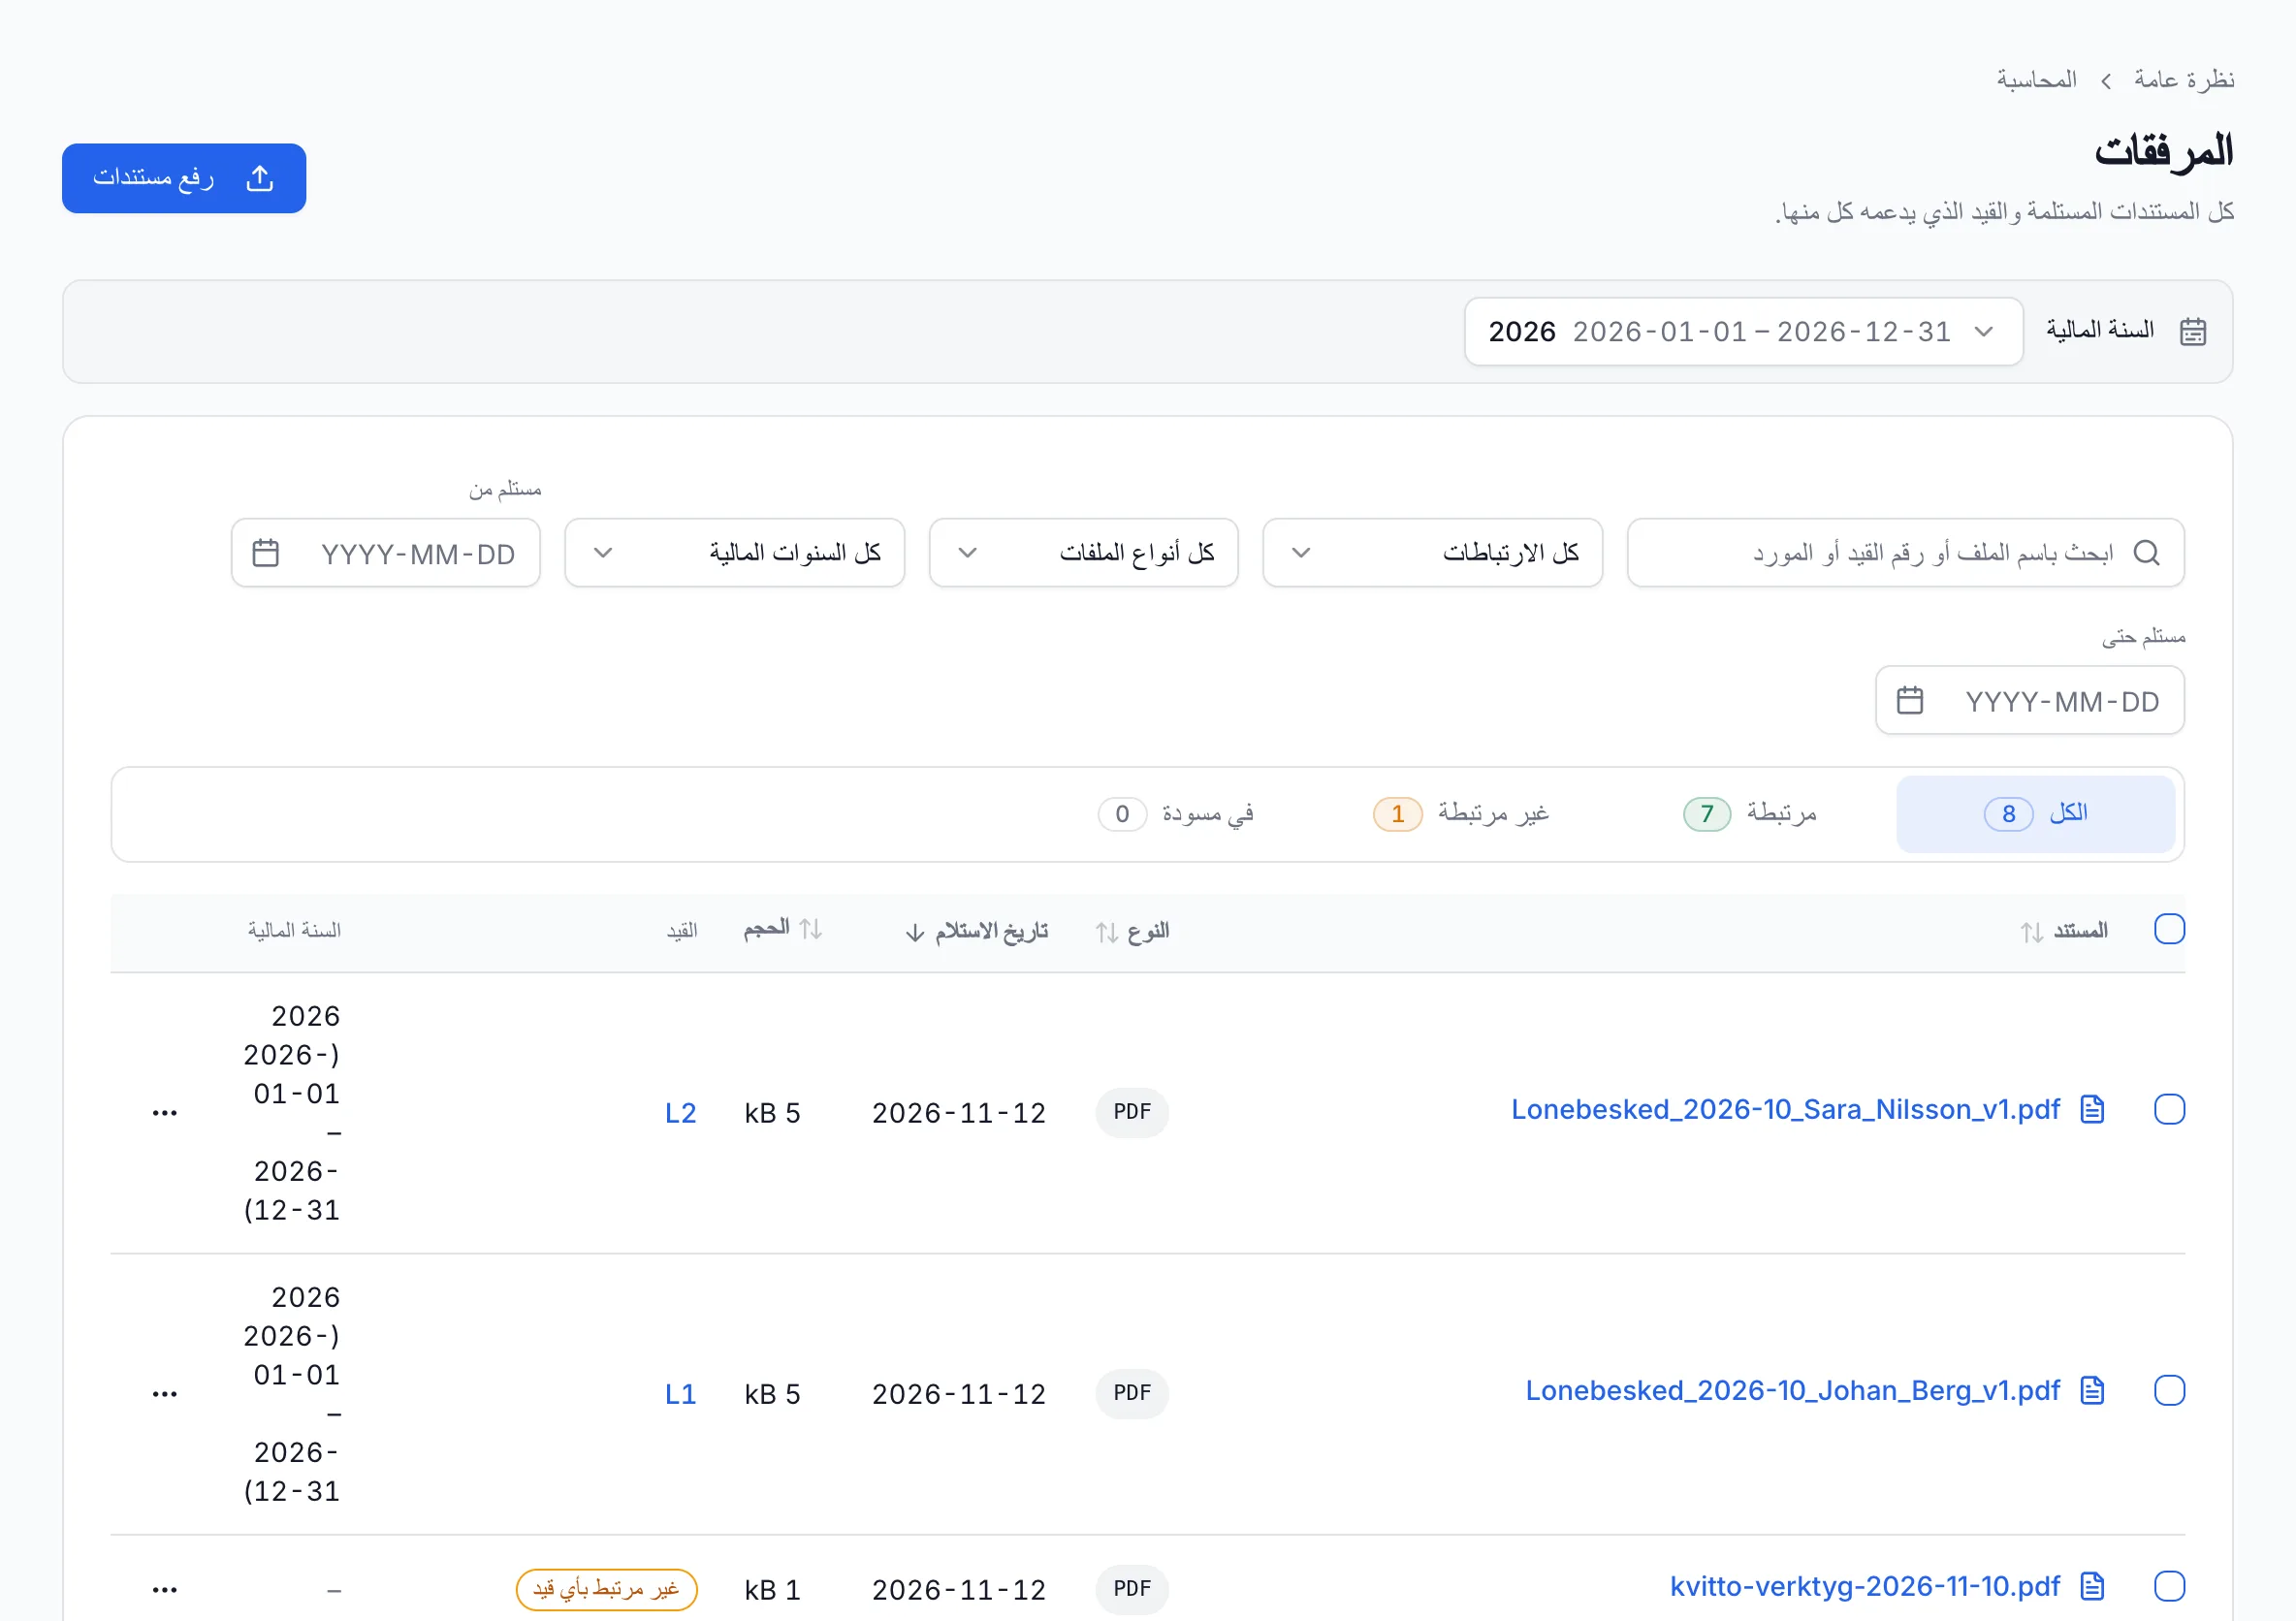 نظرة عامة
المحاسبة
المرفقات
رفع مستندات
كل المستندات المستلمة والقيد الذي يدعمه كل منها.
السنة المالية
2026 2026-01-01 – 2026-12-31
ابحث باسم الملف أو رقم القيد أو المورد
كل الارتباطات
كل أنواع الملفات
كل السنوات المالية
مستلم من
YYYY-MM-DD
مستلم حتى
YYYY-MM-DD
الكل 8
مرتبطة 7
غير مرتبطة 1
في مسودة 0
المستند النوع تاريخ الاستلام الحجم القيد السنة المالية
Lonebesked_2026-10_Sara_Nilsson_v1.pdf PDF 2026-11-12 5 kB L2
2026
(2026-
01-01
–
2026-
12-31)
Lonebesked_2026-10_Johan_Berg_v1.pdf PDF 2026-11-12 5 kB L1
2026
(2026-
01-01
–
2026-
12-31)
kvitto-verktyg-2026-11-10.pdf PDF 2026-11-12 1 kB غير مرتبط بأي قيد –